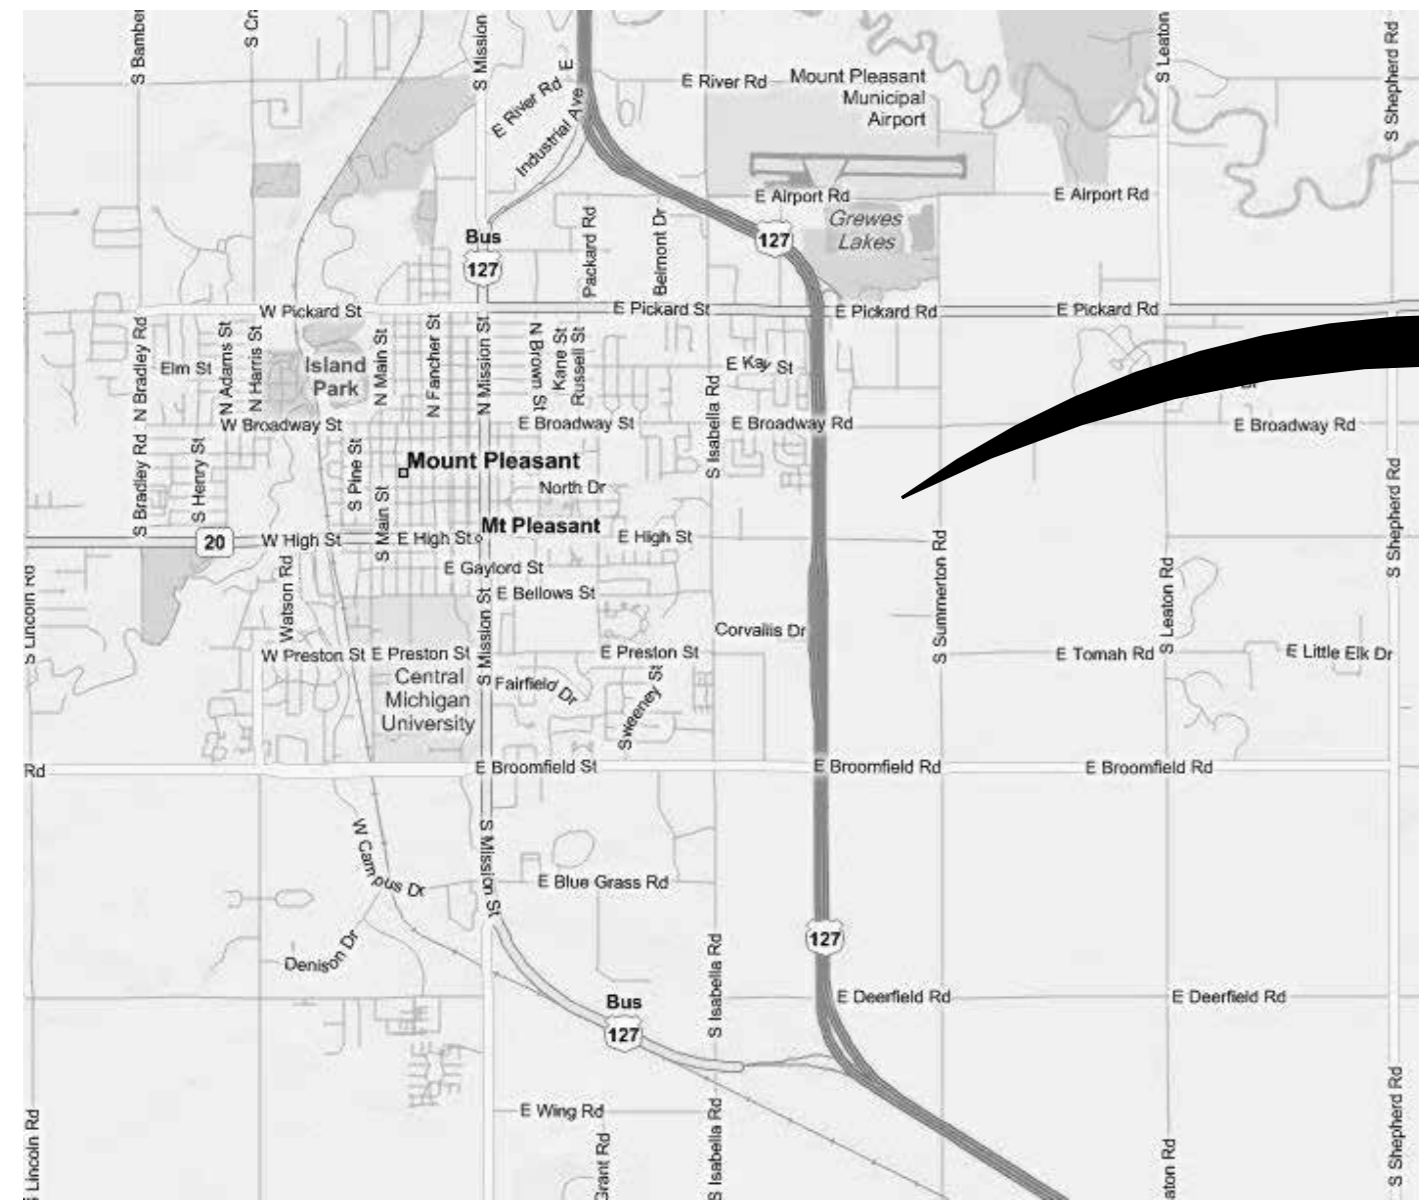 S Bamber
S Cr
S Mission
E
E River Rd
Industrial Ave
E River Rd
Mount Pleasant
Municipal
Airport
S Leaton
S Shepherd Rd
E Airport Rd
E Airport Rd
Grewes
Lakes
127
Bus
127
Packard Rd
Belmont Dr
W Pickard St
E Pickard St
E Pickard Rd
E Pickard Rd
N Bradley Rd
Elm St
N Adams St
N Harris St
Island
Park
N Main St
N Fancher St
N Mission St
N Brown St
Kane St
Russell St
E Kay St
S Isabella Rd
W Broadway St
E Broadway St
E Broadway Rd
E Broadway Rd
S Bradley Rd
S Henry St
S Pine St
Mount Pleasant
North Dr
S Main St
Mt Pleasant
20
W High St
E High St
E High St
S Shepherd Rd
S Lincoln Rd
Watson Rd
E Gaylord St
E Bellows St
S Mission St
Corvallis Dr
S Summerton Rd
S Leaton Rd
W Preston St
E Preston St
E Preston St
E Tomah Rd
E Little Elk Dr
Central
Michigan
University
Fairfield Dr
Sweeney St
Rd
E Broomfield St
E Broomfield Rd
E Broomfield Rd
W Campus Dr
S Mission St
E Blue Grass Rd
Denison Dr
127
S Isabella Rd
E Deerfield Rd
E Deerfield Rd
Bus
127
E Wing Rd
S Lincoln Rd
Grant Rd
S Isabella Rd
aton Rd
S Shepherd Rd